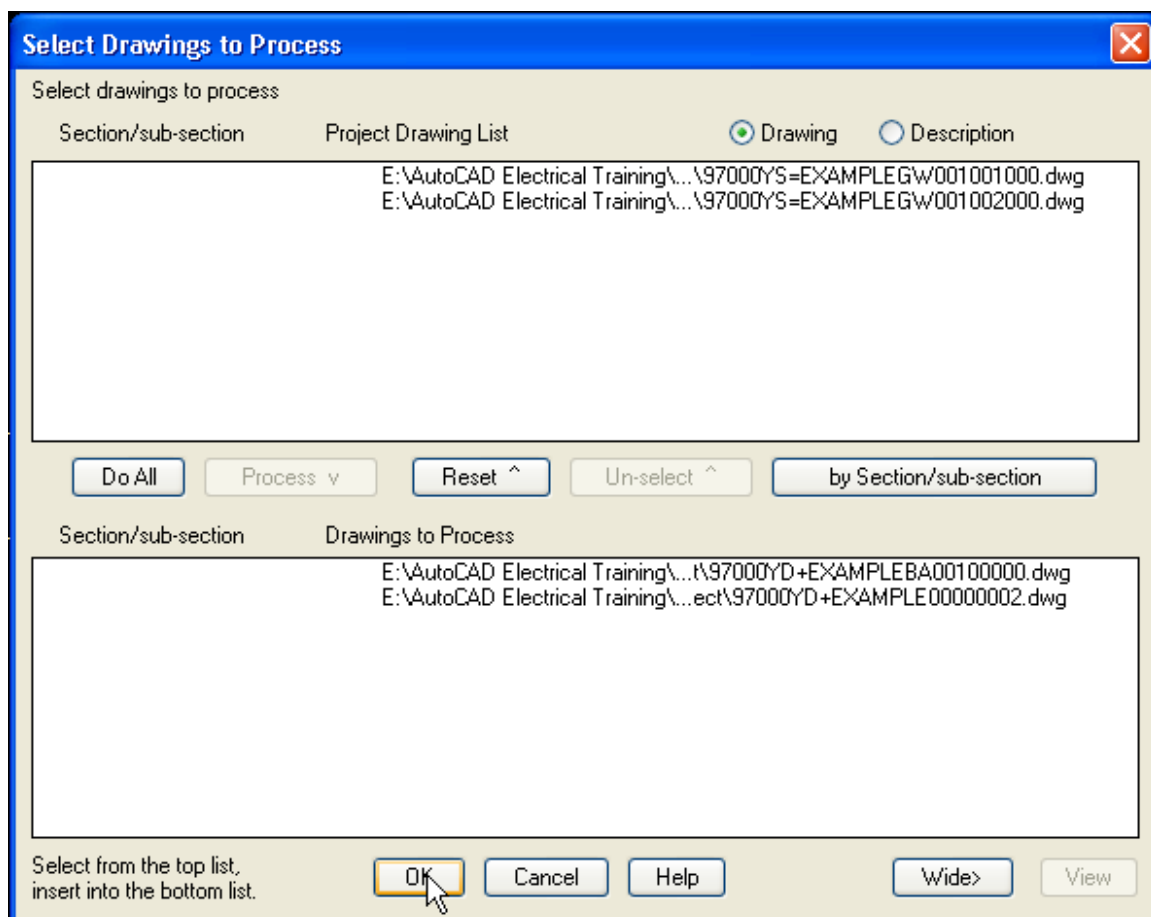 Select Drawings to Process
Select drawings to process
Section/sub-section Project Drawing List Drawing Description
E:\AutoCAD Electrical Training\...\97000YS=EXAMPLEGW001001000.dwg
E:\AutoCAD Electrical Training\...\97000YS=EXAMPLEGW001002000.dwg
Do All Process v Reset ^ Un-select ^ by Section/sub-section
Section/sub-section Drawings to Process
E:\AutoCAD Electrical Training\...t\97000YD+EXAMPLEBA00100000.dwg
E:\AutoCAD Electrical Training\...ect\97000YD+EXAMPLE00000002.dwg
Select from the top list,
insert into the bottom list.
OK Cancel Help Wide> View